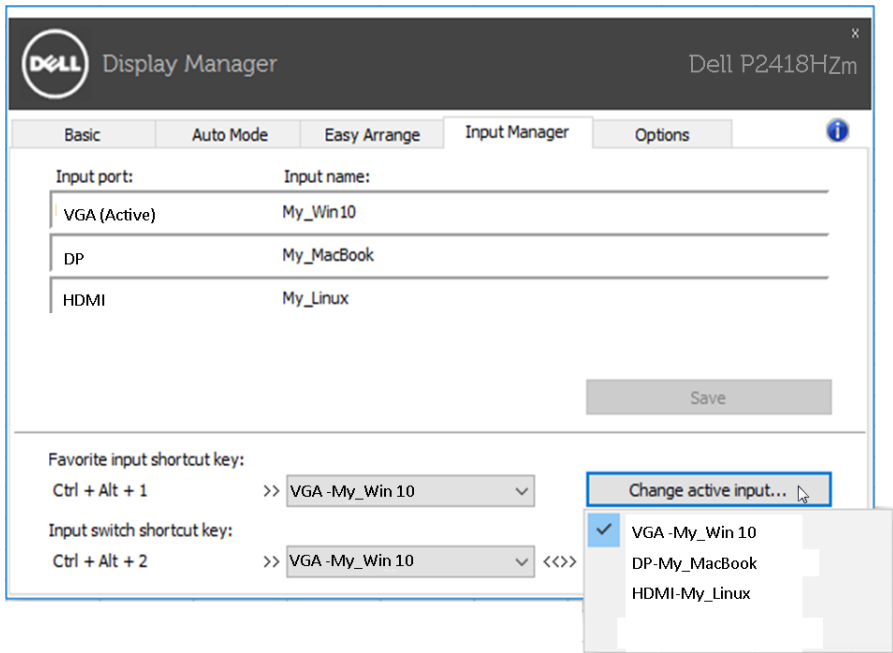 DELL Display Manager
x
Dell P2418HZm
Basic Auto Mode Easy Arrange Input Manager Options i
Input port: Input name:
VGA (Active) My_Win10
DP My_MacBook
HDMI My_Linux
Save
Favorite input shortcut key:
Ctrl + Alt + 1 >> VGA -My_Win 10 Change active input...
Input switch shortcut key:
Ctrl + Alt + 2 >> VGA -My_Win 10 <<>>
VGA -My_Win 10
DP-My_MacBook
HDMI-My_Linux